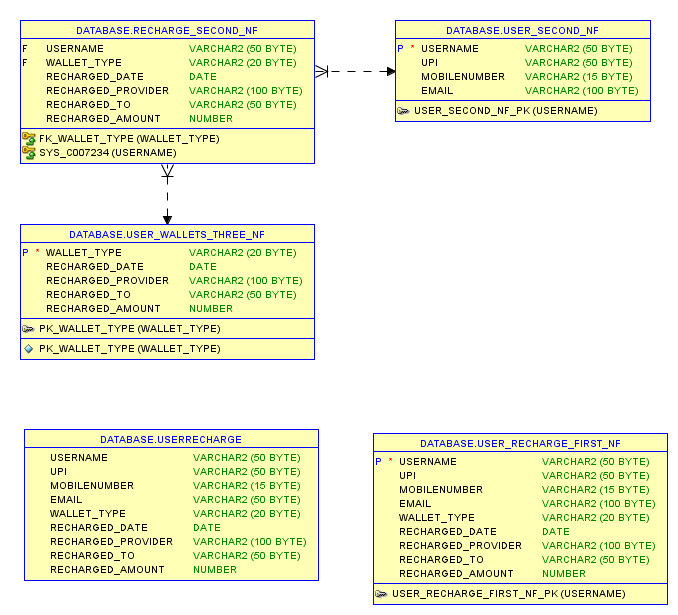 DATABASE.RECHARGE_SECOND_NF
F USERNAME VARCHAR2 (50 BYTE)
F WALLET_TYPE VARCHAR2 (20 BYTE)
RECHARGED_DATE DATE
RECHARGED_PROVIDER VARCHAR2 (100 BYTE)
RECHARGED_TO VARCHAR2 (50 BYTE)
RECHARGED_AMOUNT NUMBER
FK_WALLET_TYPE (WALLET_TYPE)
SYS_C007234 (USERNAME)
DATABASE.USER_SECOND_NF
P * USERNAME VARCHAR2 (50 BYTE)
UPI VARCHAR2 (50 BYTE)
MOBILENUMBER VARCHAR2 (15 BYTE)
EMAIL VARCHAR2 (100 BYTE)
USER_SECOND_NF_PK (USERNAME)
DATABASE.USER_WALLETS_THREE_NF
P * WALLET_TYPE VARCHAR2 (20 BYTE)
RECHARGED_DATE DATE
RECHARGED_PROVIDER VARCHAR2 (100 BYTE)
RECHARGED_TO VARCHAR2 (50 BYTE)
RECHARGED_AMOUNT NUMBER
PK_WALLET_TYPE (WALLET_TYPE)
PK_WALLET_TYPE (WALLET_TYPE)
DATABASE.USERRECHARGE
USERNAME VARCHAR2 (50 BYTE)
UPI VARCHAR2 (50 BYTE)
MOBILENUMBER VARCHAR2 (15 BYTE)
EMAIL VARCHAR2 (50 BYTE)
WALLET_TYPE VARCHAR2 (20 BYTE)
RECHARGED_DATE DATE
RECHARGED_PROVIDER VARCHAR2 (100 BYTE)
RECHARGED_TO VARCHAR2 (50 BYTE)
RECHARGED_AMOUNT NUMBER
DATABASE.USER_RECHARGE_FIRST_NF
P * USERNAME VARCHAR2 (50 BYTE)
UPI VARCHAR2 (50 BYTE)
MOBILENUMBER VARCHAR2 (15 BYTE)
EMAIL VARCHAR2 (100 BYTE)
WALLET_TYPE VARCHAR2 (20 BYTE)
RECHARGED_DATE DATE
RECHARGED_PROVIDER VARCHAR2 (100 BYTE)
RECHARGED_TO VARCHAR2 (50 BYTE)
RECHARGED_AMOUNT NUMBER
USER_RECHARGE_FIRST_NF_PK (USERNAME)